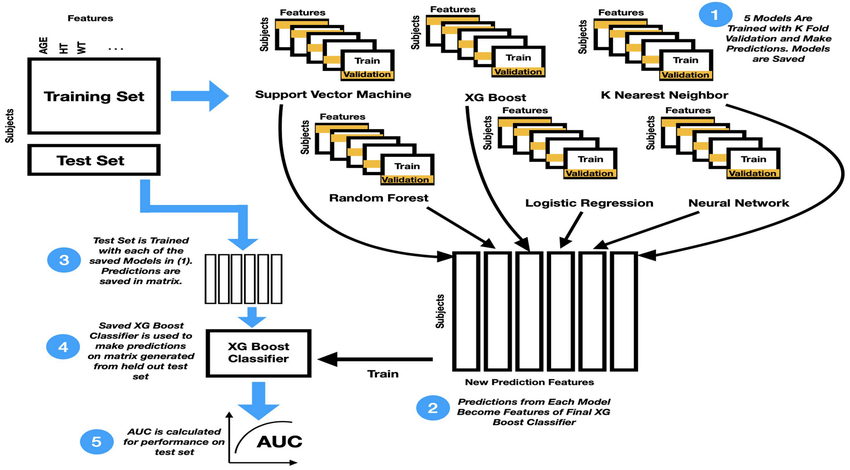 Features
AGE
HT
WT
. . .
Subjects
Training Set
Test Set
Features
Subjects
Train
Validation
Support Vector Machine
Features
Subjects
Train
Validation
XG Boost
Features
Subjects
Train
Validation
K Nearest Neighbor
1
5 Models Are
Trained with K Fold
Validation and Make
Predictions. Models
are Saved
Features
Subjects
Train
Validation
Random Forest
Features
Subjects
Train
Validation
Logistic Regression
Features
Subjects
Train
Validation
Neural Network
3
Test Set is Trained
with each of the
saved Models in (1).
Predictions are
saved in matrix.
Subjects
New Prediction Features
2
Predictions from Each Model
Become Features of Final XG
Boost Classifier
Train
4
Saved XG Boost
Classifier is used to
make predictions
on matrix generated
from held out test
set
XG Boost
Classifier
5
AUC is calculated
for performance on
test set
AUC